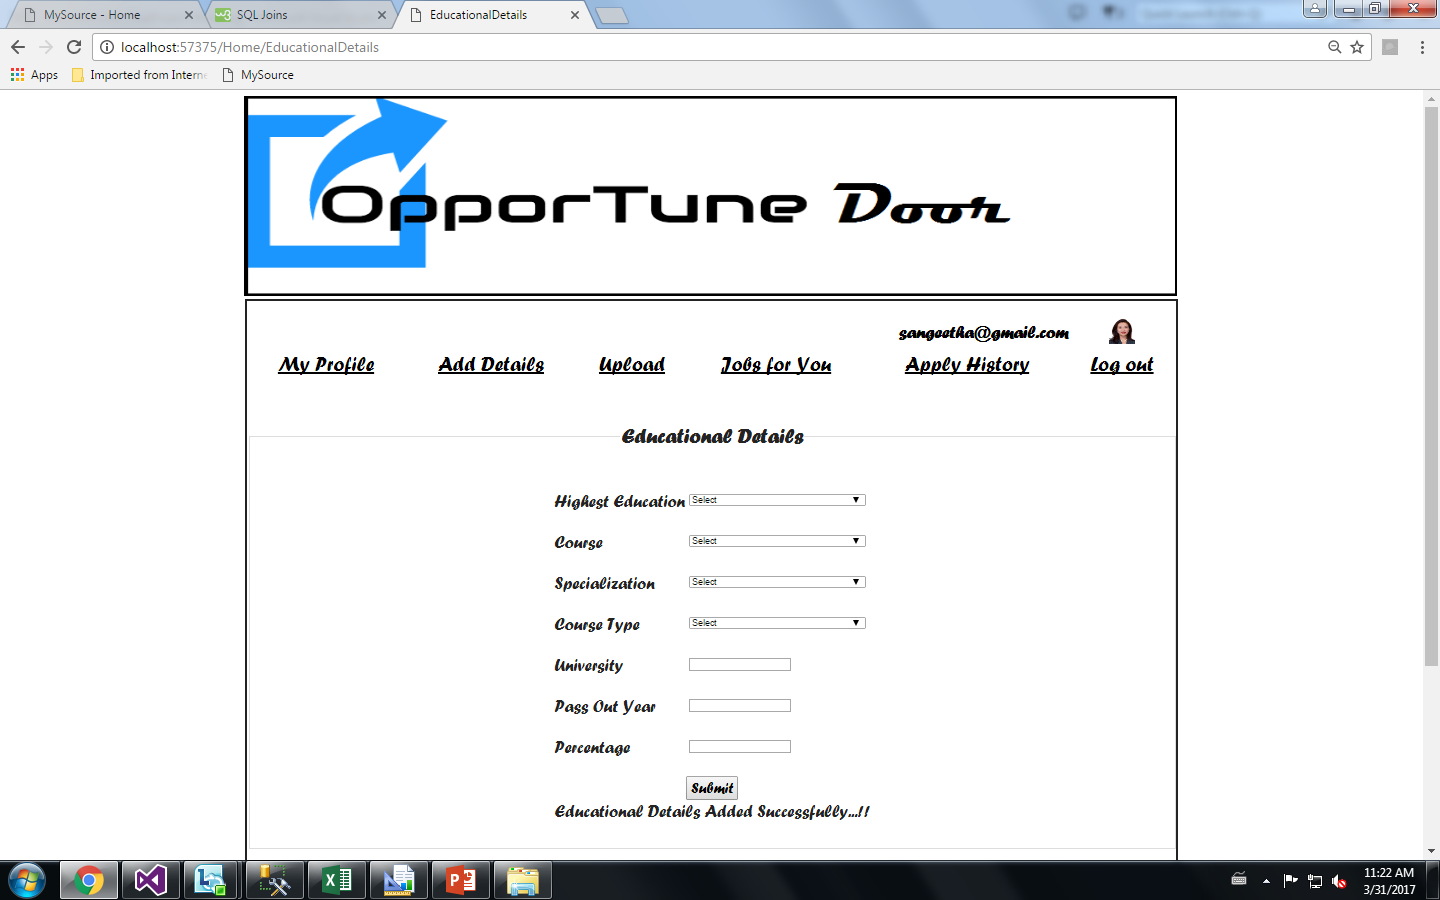 MySource - Home
SQL Joins
EducationalDetails
localhost:57375/Home/EducationalDetails
Apps
Imported from Intern
MySource
OpporTune Door
sangeetha@gmail.com
My Profile Add Details Upload Jobs for You Apply History Log out
Educational Details
Highest Education Select
Course Select
Specialization Select
Course Type Select
University
Pass Out Year
Percentage
Submit
Educational Details Added Successfully...!!
11:22 AM
3/31/2017